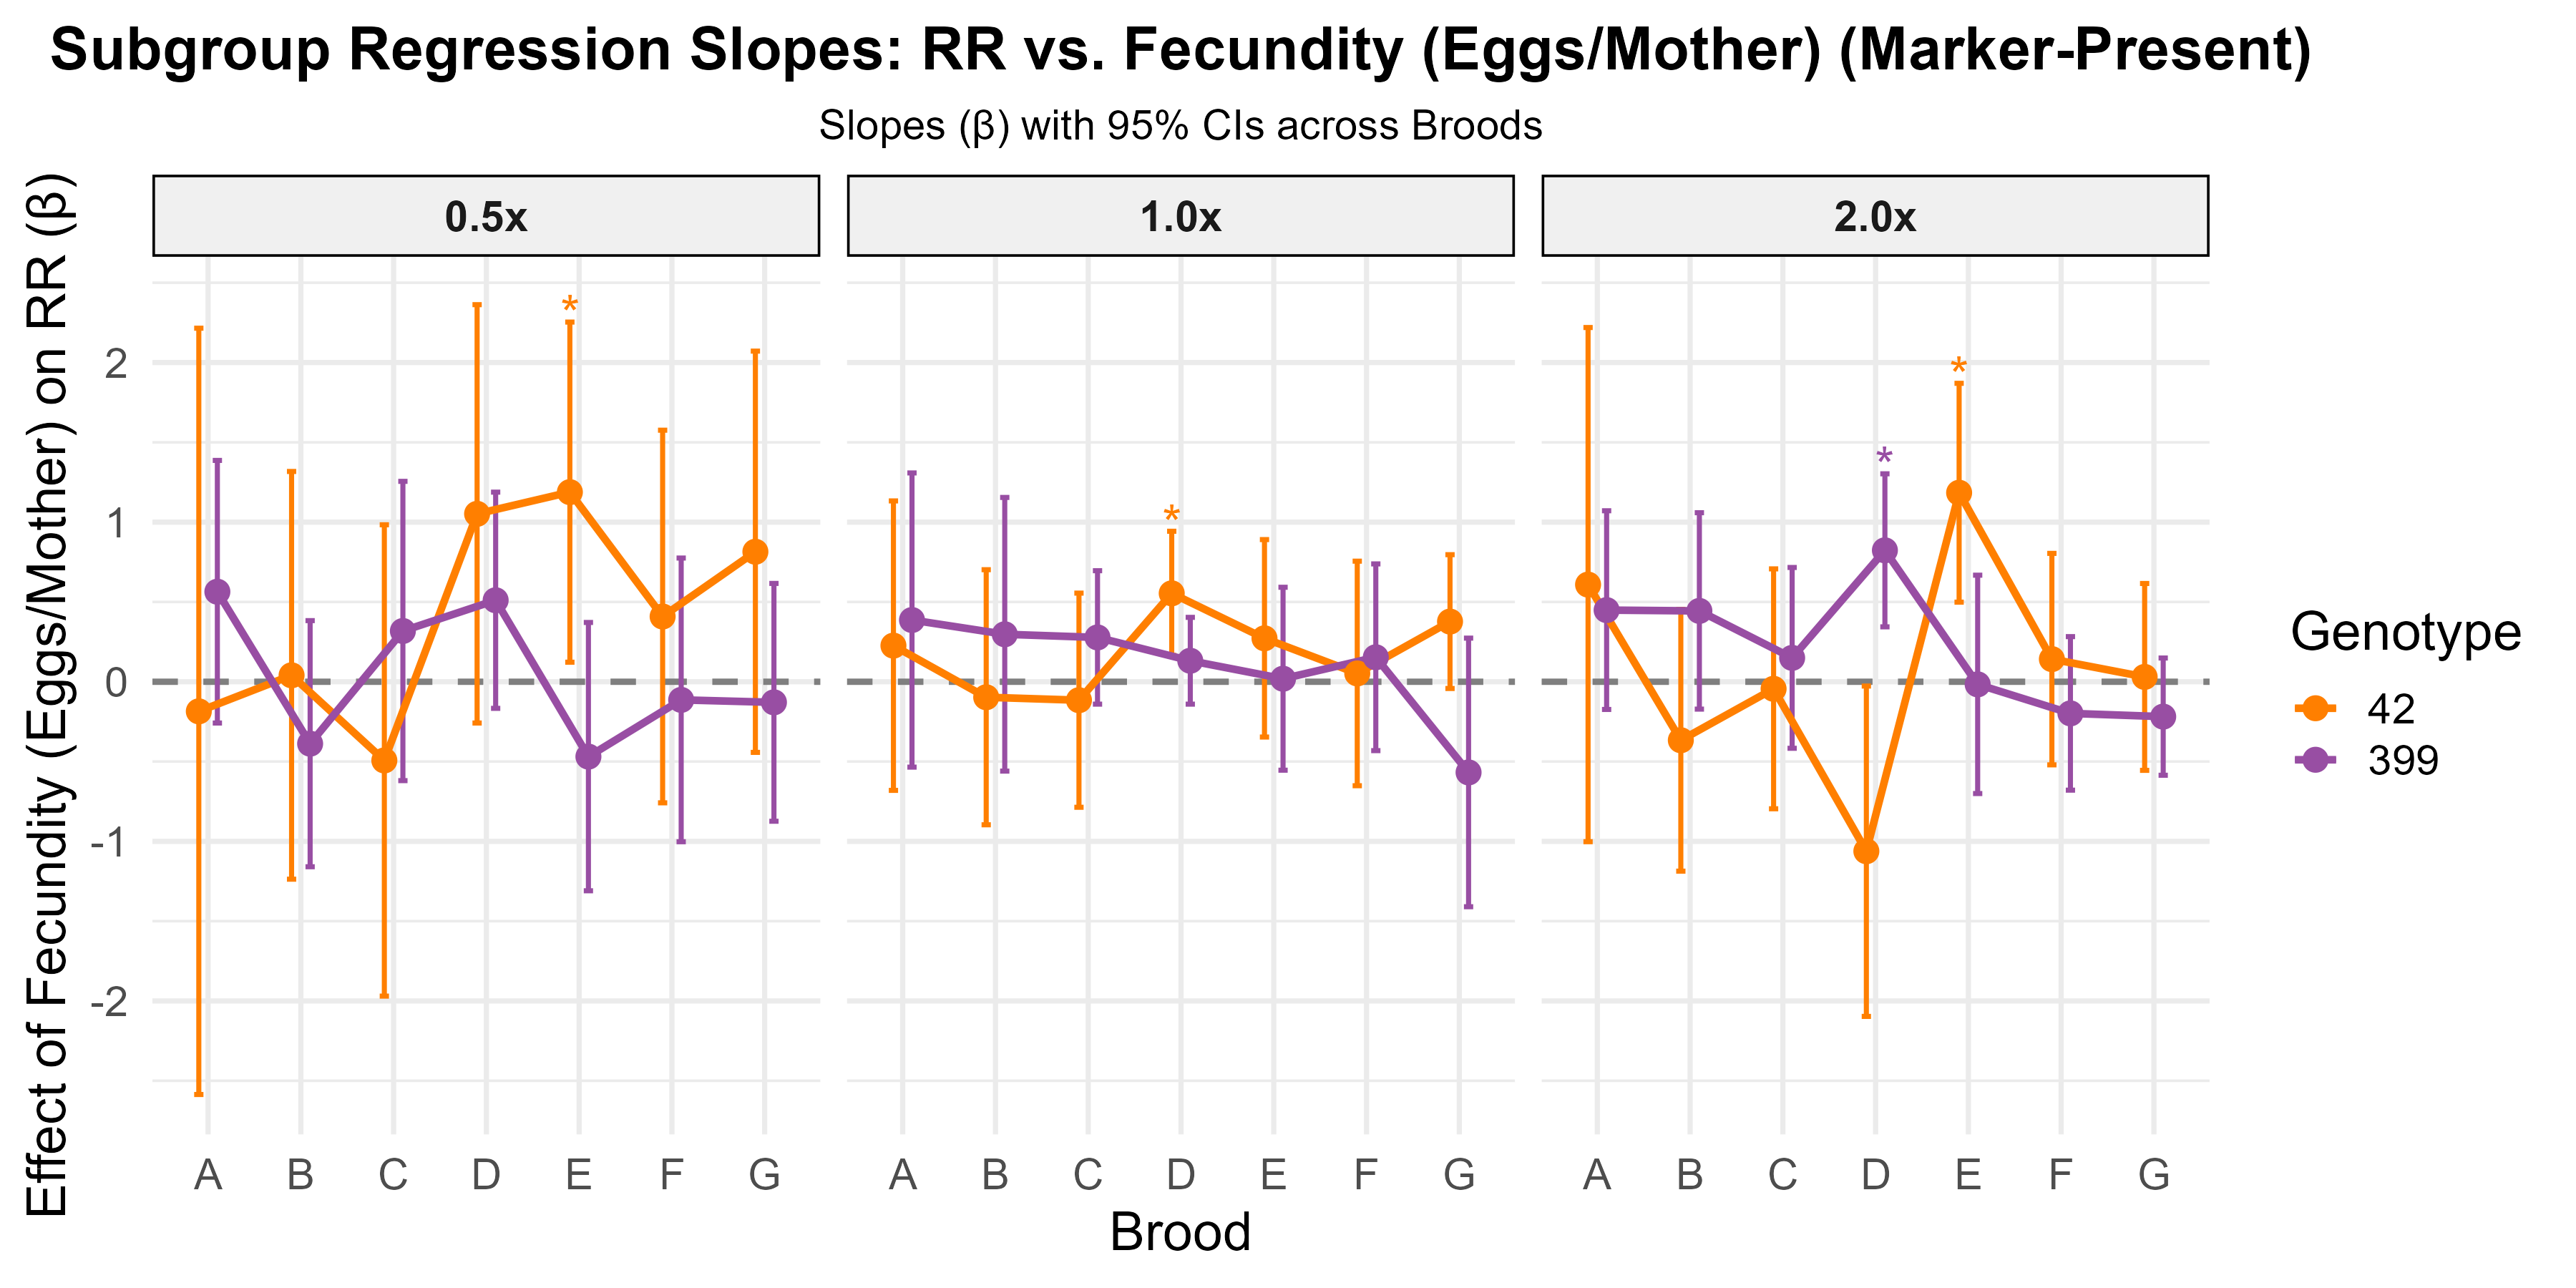 Subgroup Regression Slopes: RR vs. Fecundity (Eggs/Mother) (Marker-Present)
Slopes (β) with 95% CIs across Broods
Effect of Fecundity (Eggs/Mother) on RR (β)
0.5x
1.0x
2.0x
2
1
0
-1
-2
*
*
*
*
A B C D E F G
A B C D E F G
A B C D E F G
Brood
Genotype
42
399